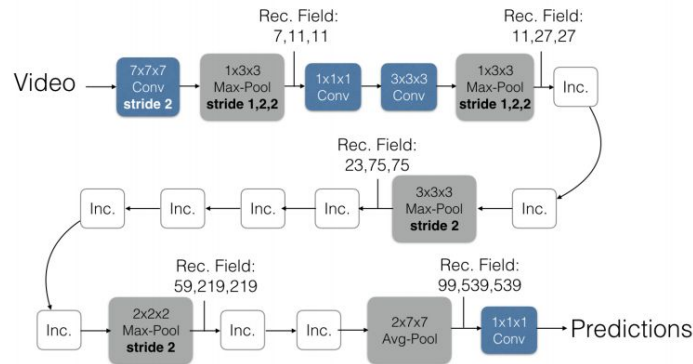 Rec. Field:
7,11,11
Rec. Field:
11,27,27
Video
7x7x7
Conv
stride 2
1x3x3
Max-Pool
stride 1,2,2
1x1x1
Conv
3x3x3
Conv
1x3x3
Max-Pool
stride 1,2,2
Inc.
Rec. Field:
23,75,75
Inc.
Inc.
Inc.
Inc.
3x3x3
Max-Pool
stride 2
Inc.
Rec. Field:
59,219,219
Rec. Field:
99,539,539
Inc.
2x2x2
Max-Pool
stride 2
Inc.
Inc.
2x7x7
Avg-Pool
1x1x1
Conv
Predictions